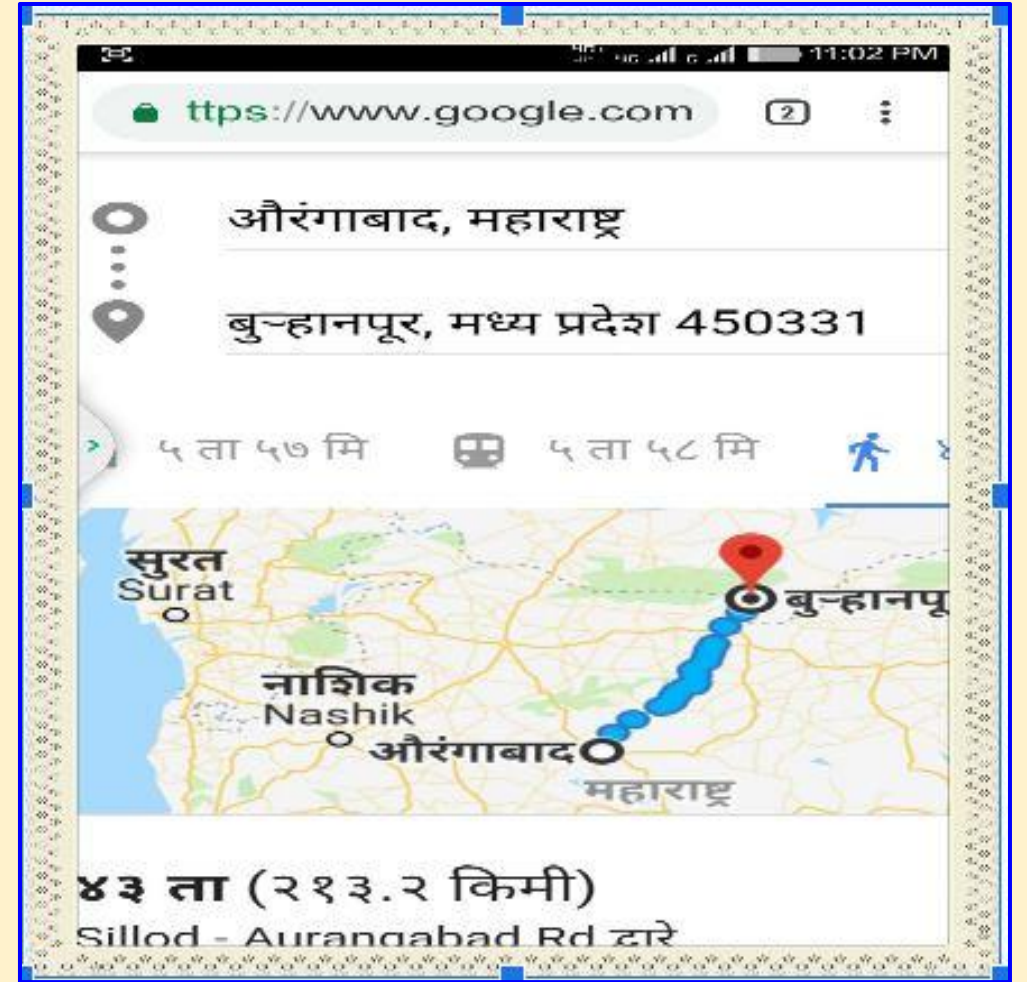 11:02 PM
ttps://www.google.com 2
औरंगाबाद, महाराष्ट्र
बुऱ्हानपूर, मध्य प्रदेश 450331
५ ता ५७ मि ५ ता ५८ मि
सुरत
Surat
बुऱ्हानपू
नाशिक
Nashik
औरंगाबाद
महाराष्ट्र
४३ ता (२१३.२ किमी)
Sillod - Aurangabad Rd द्वारे